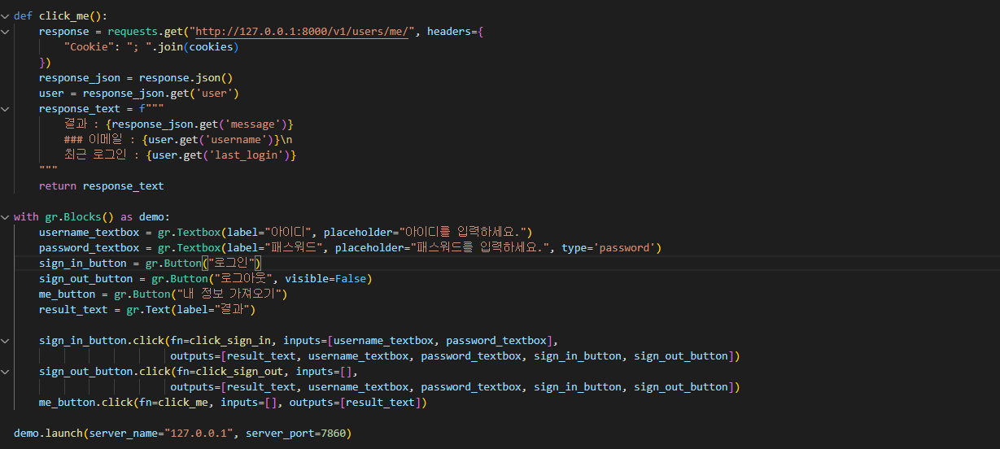 def click_me():
    response = requests.get("http://127.0.0.1:8000/v1/users/me/", headers={
        "Cookie": "; ".join(cookies)
    })
    response_json = response.json()
    user = response_json.get('user')
    response_text = f"""
        결과 : {response_json.get('message')}
        ### 이메일 : {user.get('username')}\n
        최근 로그인 : {user.get('last_login')}
    """
    return response_text

with gr.Blocks() as demo:
    username_textbox = gr.Textbox(label="아이디", placeholder="아이디를 입력하세요.")
    password_textbox = gr.Textbox(label="패스워드", placeholder="패스워드를 입력하세요.", type='password')
    sign_in_button = gr.Button("로그인")
    sign_out_button = gr.Button("로그아웃", visible=False)
    me_button = gr.Button("내 정보 가져오기")
    result_text = gr.Text(label="결과")

    sign_in_button.click(fn=click_sign_in, inputs=[username_textbox, password_textbox],
                         outputs=[result_text, username_textbox, password_textbox, sign_in_button, sign_out_button])
    sign_out_button.click(fn=click_sign_out, inputs=[],
                         outputs=[result_text, username_textbox, password_textbox, sign_in_button, sign_out_button])
    me_button.click(fn=click_me, inputs=[], outputs=[result_text])

demo.launch(server_name="127.0.0.1", server_port=7860)